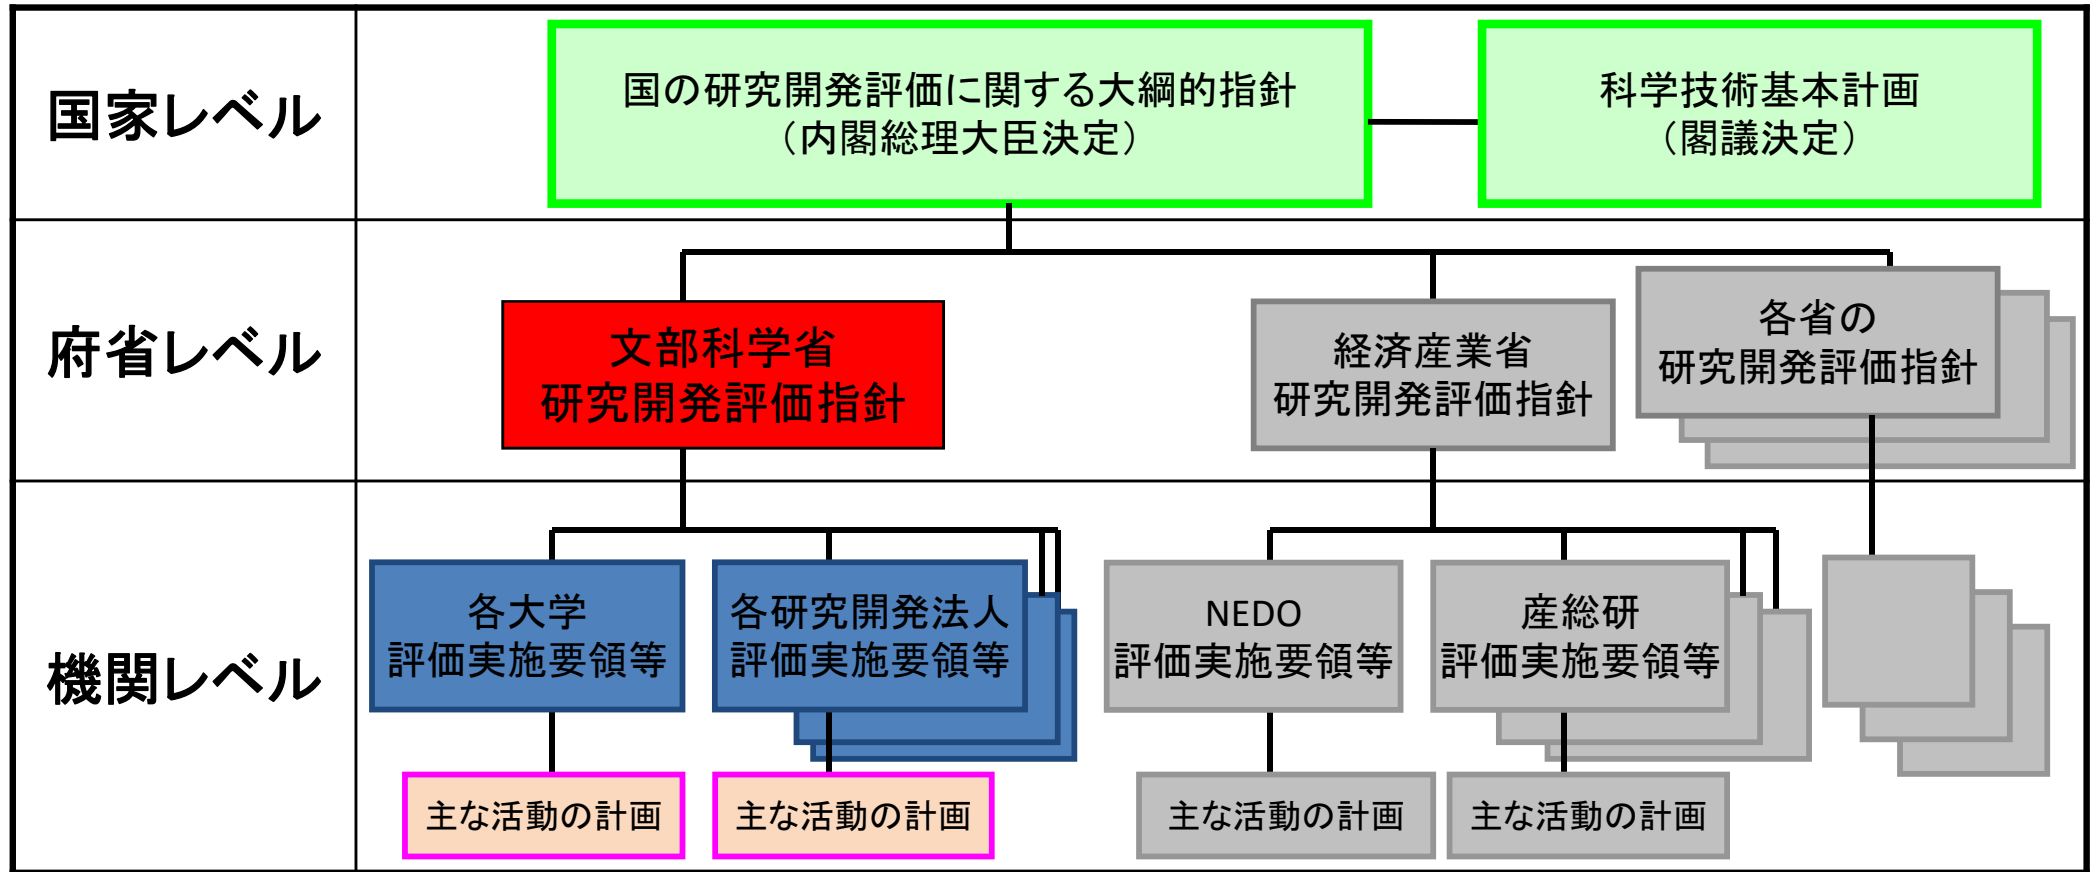 国家レベル
国の研究開発評価に関する大綱的指針
（内閣総理大臣決定）
科学技術基本計画
（閣議決定）
府省レベル
文部科学省
研究開発評価指針
経済産業省
研究開発評価指針
各省の
研究開発評価指針
機関レベル
各大学
評価実施要領等
各研究開発法人
評価実施要領等
NEDO
評価実施要領等
産総研
評価実施要領等
主な活動の計画
主な活動の計画
主な活動の計画
主な活動の計画